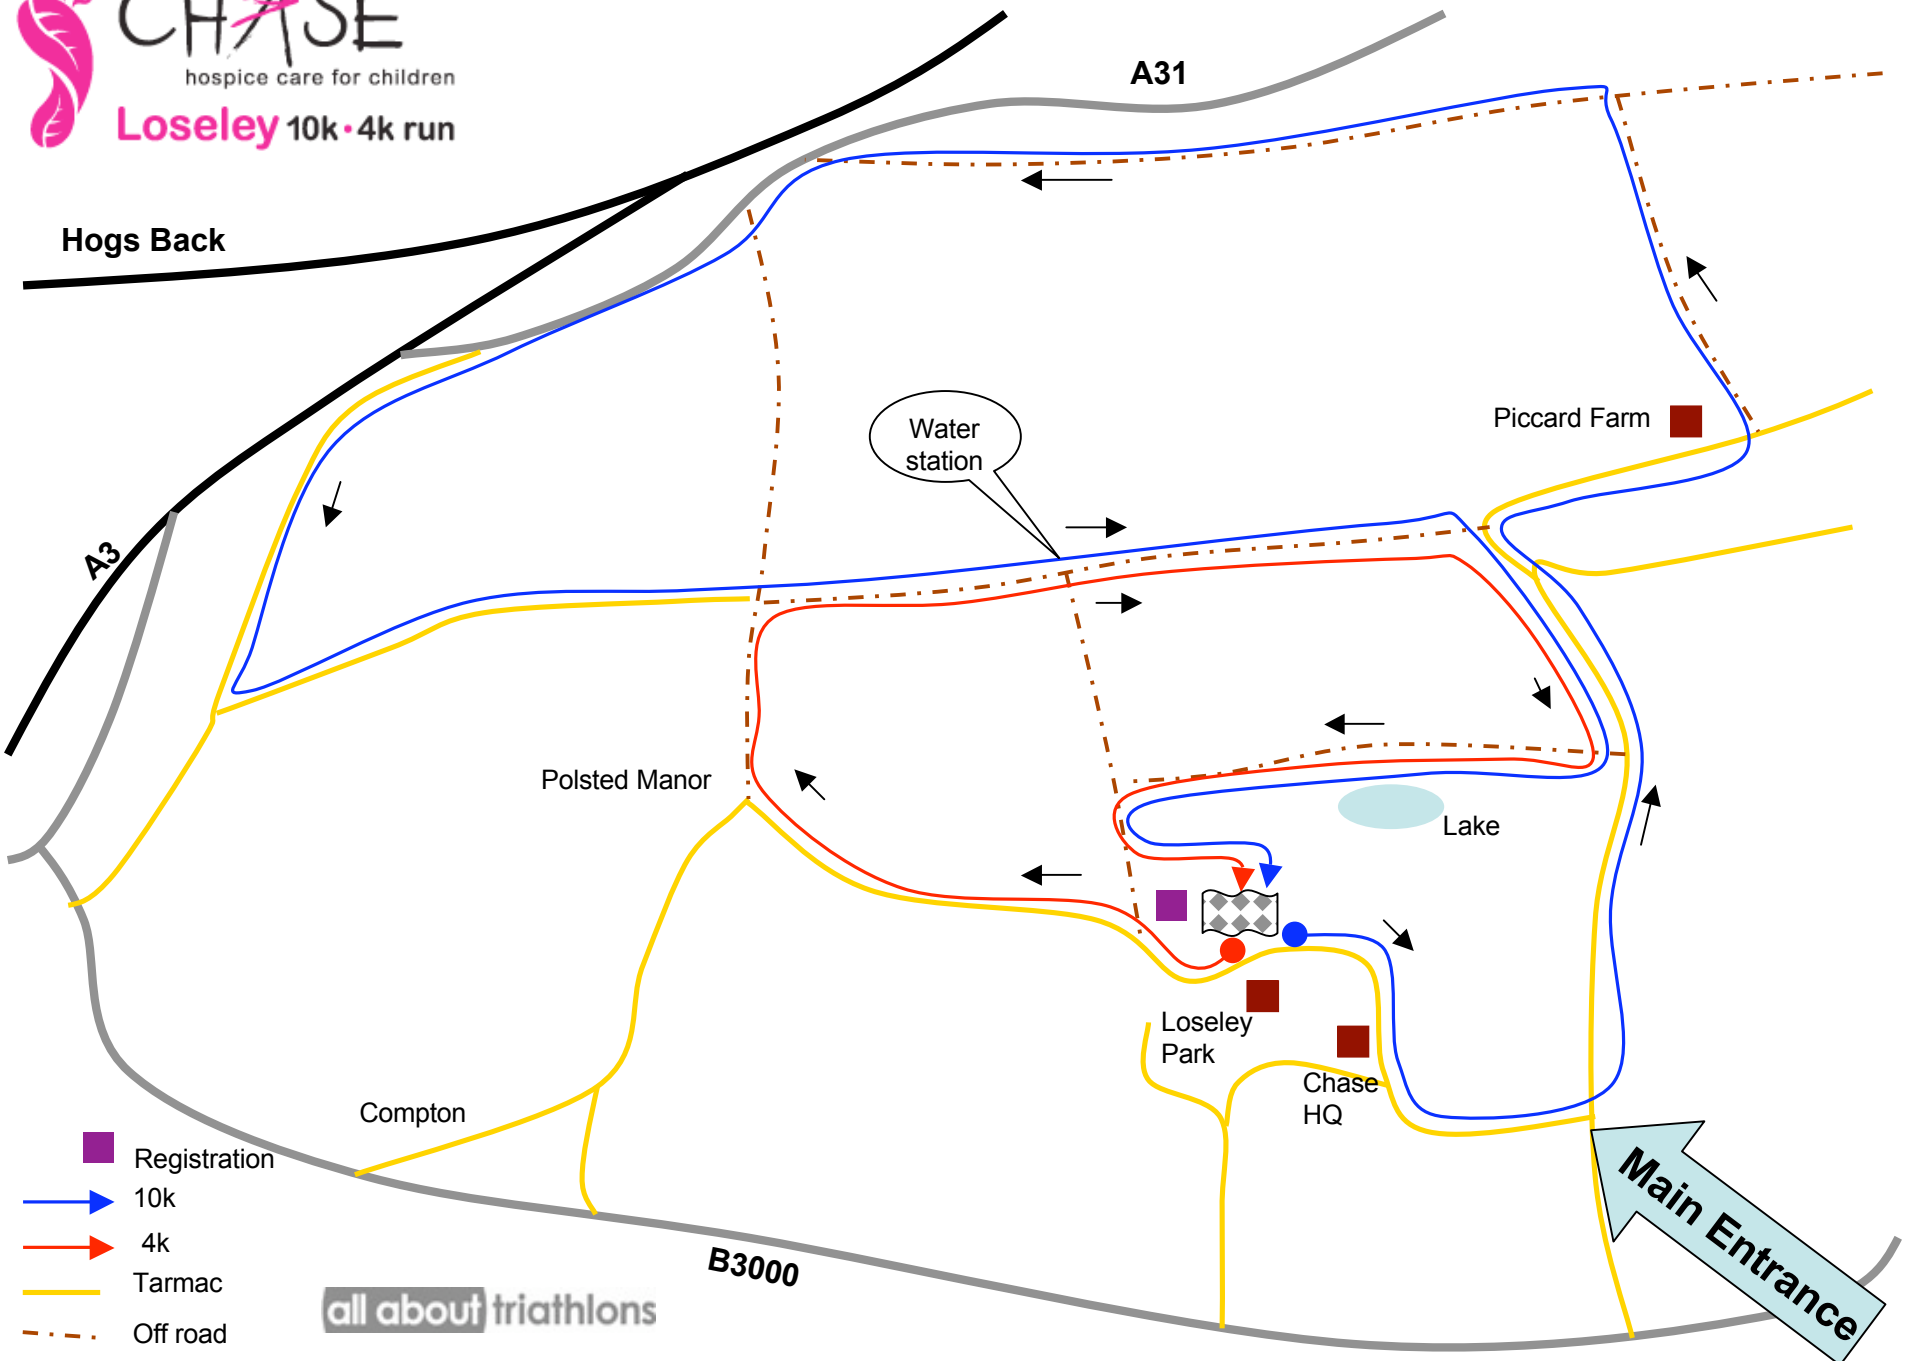 CHASE
hospice care for children
Loseley 10k • 4k run
A31
Hogs Back
Piccard Farm
Water
station
A3
Polsted Manor
Lake
Loseley
Park
Chase
HQ
Compton
Main Entrance
B3000
Registration
10k
4k
Tarmac
Off road
all about triathlons